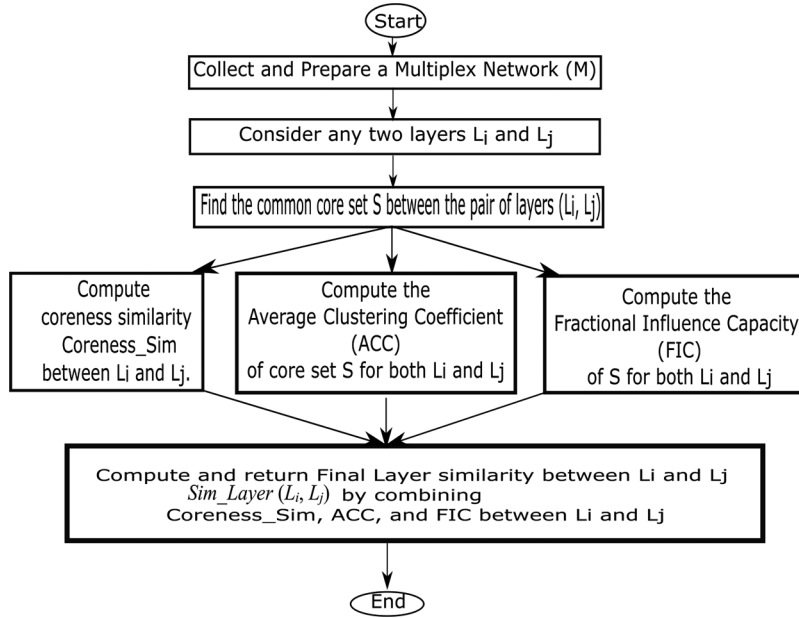 Start
Collect and Prepare a Multiplex Network (M)
Consider any two layers Li and Lj
Find the common core set S between the pair of layers (Li, Lj)
Compute
coreness similarity
Coreness_Sim
between Li and Lj.
Compute the
Average Clustering Coefficient
(ACC)
of core set S for both Li and Lj
Compute the
Fractional Influence Capacity
(FIC)
of S for both Li and Lj
Compute and return Final Layer similarity between Li and Lj
Sim_Layer (Li, Lj) by combining
Coreness_Sim, ACC, and FIC between Li and Lj
End